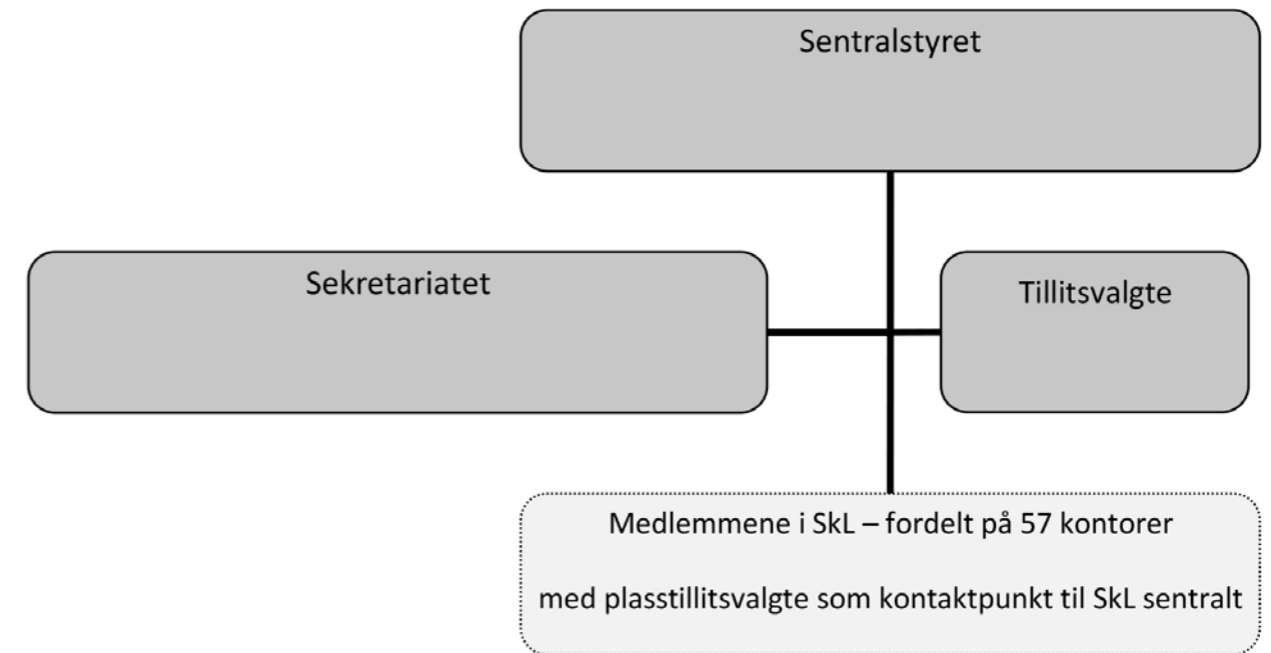 Sentralstyret
Sekretariatet
Tillitsvalgte
Medlemmene i SkL – fordelt på 57 kontorer
med plasstillitsvalgte som kontaktpunkt til SkL sentralt